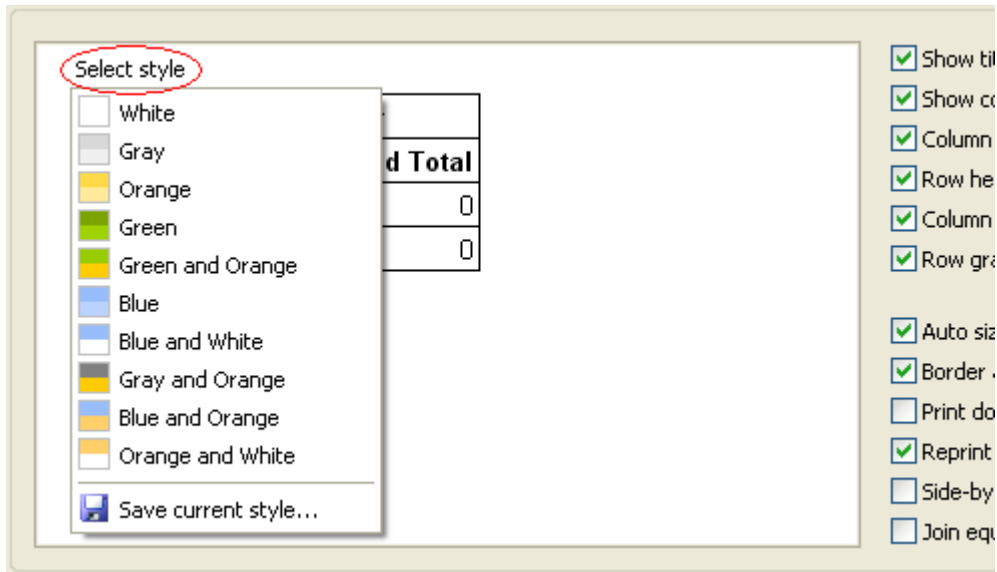 Select style
White
Gray
Orange
Green
Green and Orange
Blue
Blue and White
Gray and Orange
Blue and Orange
Orange and White
Save current style...
d Total
0
0
Show tit
Show co
Column
Row he
Column
Row gra
Auto siz
Border
Print do
Reprint
Side-by
Join equ